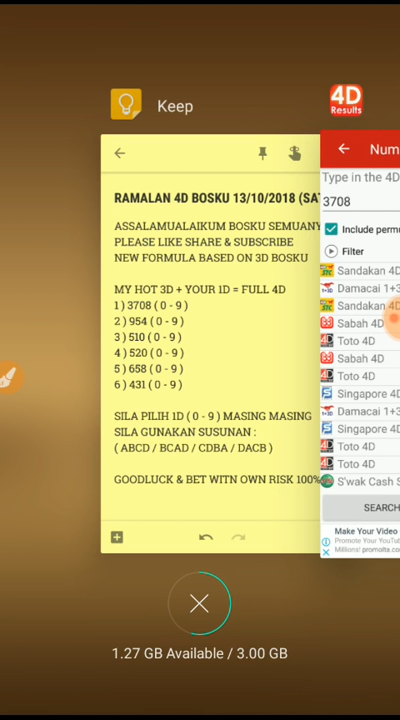 Keep
4D
Results
RAMALAN 4D BOSKU 13/10/2018 (SA
ASSALAMUALAIKUM BOSKU SEMUANY
PLEASE LIKE SHARE & SUBSCRIBE
NEW FORMULA BASED ON 3D BOSKU
MY HOT 3D + YOUR 1D = FULL 4D
1 ) 3708 ( 0 - 9 )
2 ) 954 ( 0 - 9 )
3 ) 510 ( 0 - 9 )
4 ) 520 ( 0 - 9 )
5 ) 658 ( 0 - 9 )
6 ) 431 ( 0 - 9 )
SILA PILIH 1D ( 0 - 9 ) MASING MASING
SILA GUNAKAN SUSUNAN :
( ABCD / BCAD / CDBA / DACB )
GOODLUCK & BET WITN OWN RISK 100%
Num
Type in the 4D
3708
Include permu
Filter
Sandakan 4D
Damacai 1+3
Sandakan 4D
Sabah 4D
Toto 4D
Sabah 4D
Toto 4D
Singapore 4D
Damacai 1+3
Singapore 4D
Toto 4D
Toto 4D
S'wak Cash S
SEARCH
Make Your Video
Promote Your YouTu
Millions! promolta.co
1.27 GB Available / 3.00 GB